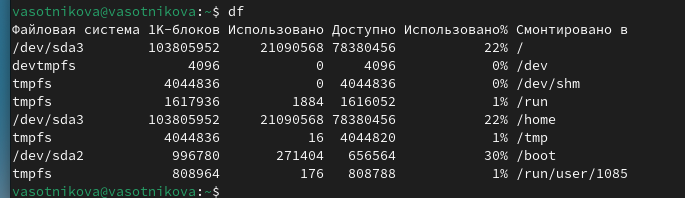 vasotnikova@vasotnikova:~$ df
Файловая система 1K-блоков Использовано Доступно Использовано% Смонтировано в
/dev/sda3 103805952 21090568 78380456 22% /
devtmpfs 4096 0 4096 0% /dev
tmpfs 4044836 0 4044836 0% /dev/shm
tmpfs 1617936 1884 1616052 1% /run
/dev/sda3 103805952 21090568 78380456 22% /home
tmpfs 4044836 16 4044820 1% /tmp
/dev/sda2 996780 271404 656564 30% /boot
tmpfs 808964 176 808788 1% /run/user/1085
vasotnikova@vasotnikova:~$